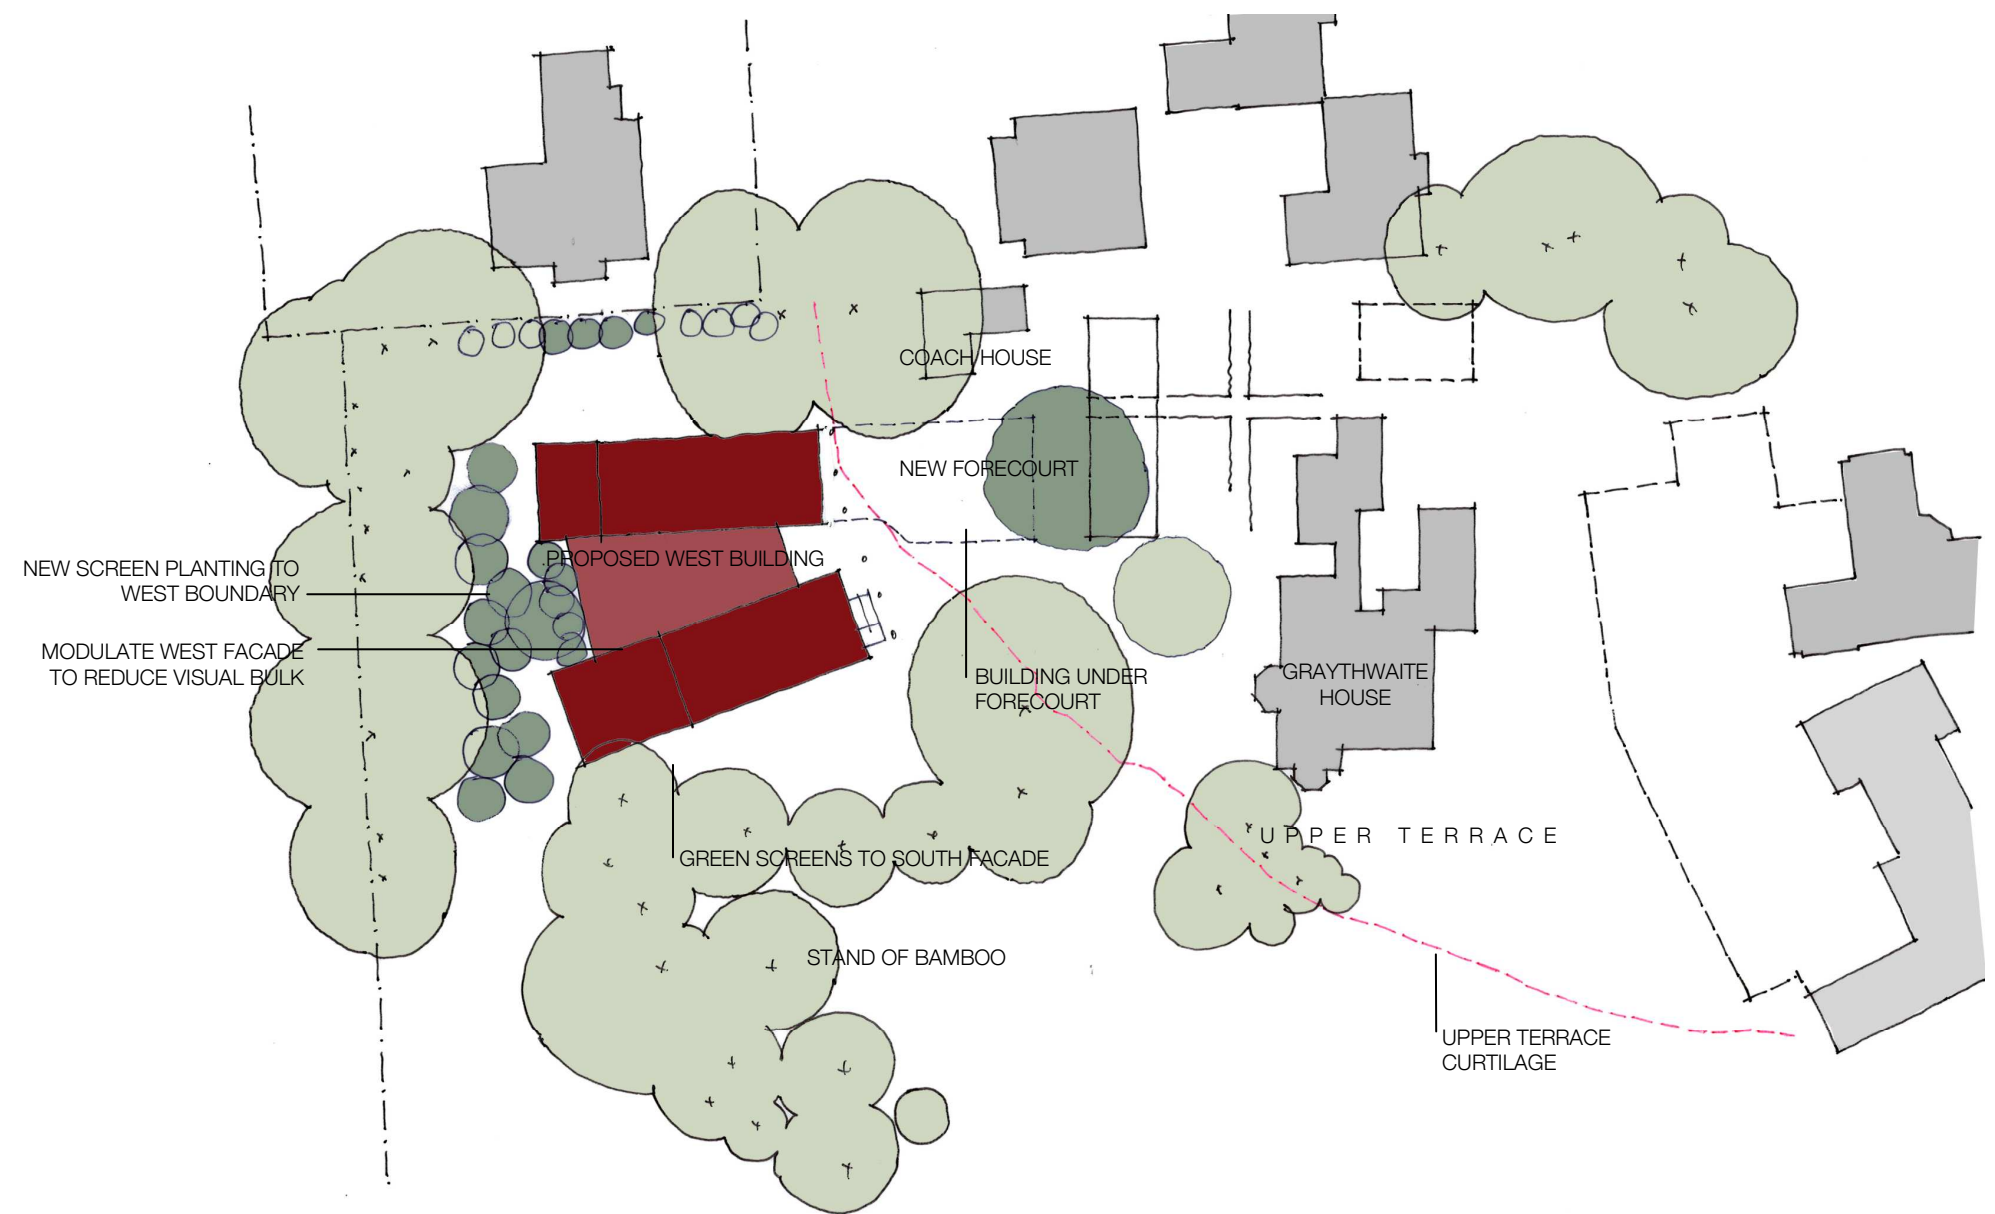 COACH HOUSE
NEW FORECOURT
PROPOSED WEST BUILDING
NEW SCREEN PLANTING TO
WEST BOUNDARY
MODULATE WEST FACADE
TO REDUCE VISUAL BULK
BUILDING UNDER
FORECOURT
GRAYTHWAITE
HOUSE
UPPER TERRACE
GREEN SCREENS TO SOUTH FACADE
STAND OF BAMBOO
UPPER TERRACE
CURTILAGE